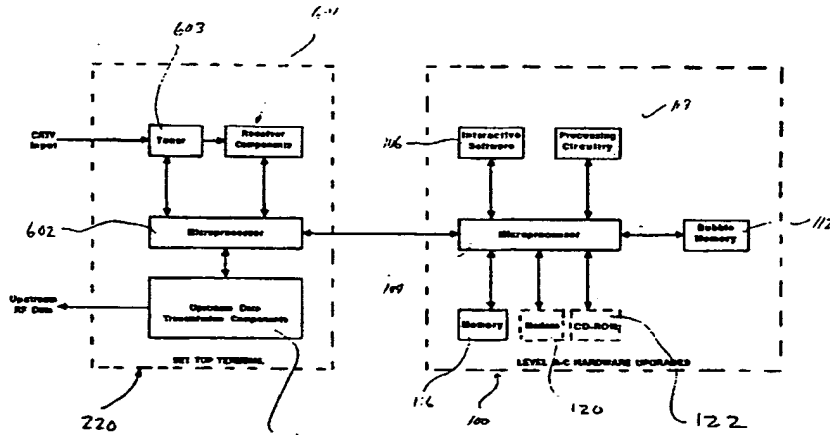 603
CATV
Input
Tuner
Receiver
Components
106
Interactive
Software
Processing
Circuitry
602
Microprocessor
Microprocessor
Bubble
Memory
112
Upstream
RF Data
Upstream Data
Transmission Components
Memory
Modem
CD-ROM
SET TOP TERMINAL
LEVEL A-C HARDWARE UPGRADES
220
100
120
122